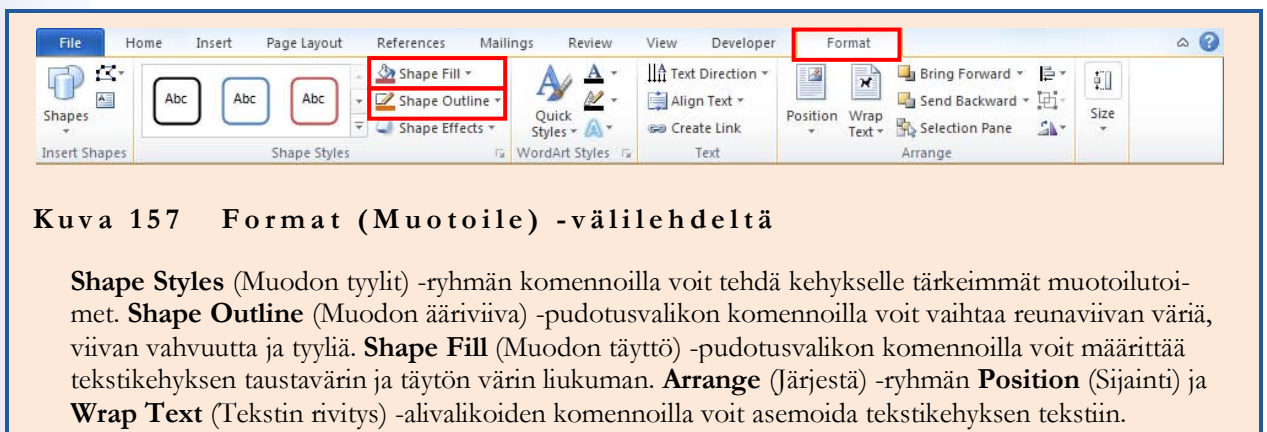 File Home Insert Page Layout References Mailings Review View Developer Format
Shapes
Insert Shapes
Abc Abc Abc
Shape Fill
Shape Outline
Shape Effects
Shape Styles
Quick
Styles
WordArt Styles
Text Direction
Align Text
Create Link
Text
Position
Wrap
Text
Bring Forward
Send Backward
Selection Pane
Arrange
Size
Kuva 157 Format (Muotoile) -välilehdeltä
Shape Styles (Muodon tyylit) -ryhmän komennoilla voit tehdä kehykselle tärkeimmät muotoilutoi-
met. Shape Outline (Muodon ääriviiva) -pudotusvalikon komennoilla voit vaihtaa reunaviivan väriä,
viivan vahvuutta ja tyyliä. Shape Fill (Muodon täyttö) -pudotusvalikon komennoilla voit määrittää
tekstikehyksen taustavärin ja täytön värin liukuman. Arrange (Järjestä) -ryhmän Position (Sijainti) ja
Wrap Text (Tekstin rivitys) -alivalikoiden komennoilla voit asemoida tekstikehyksen tekstiin.